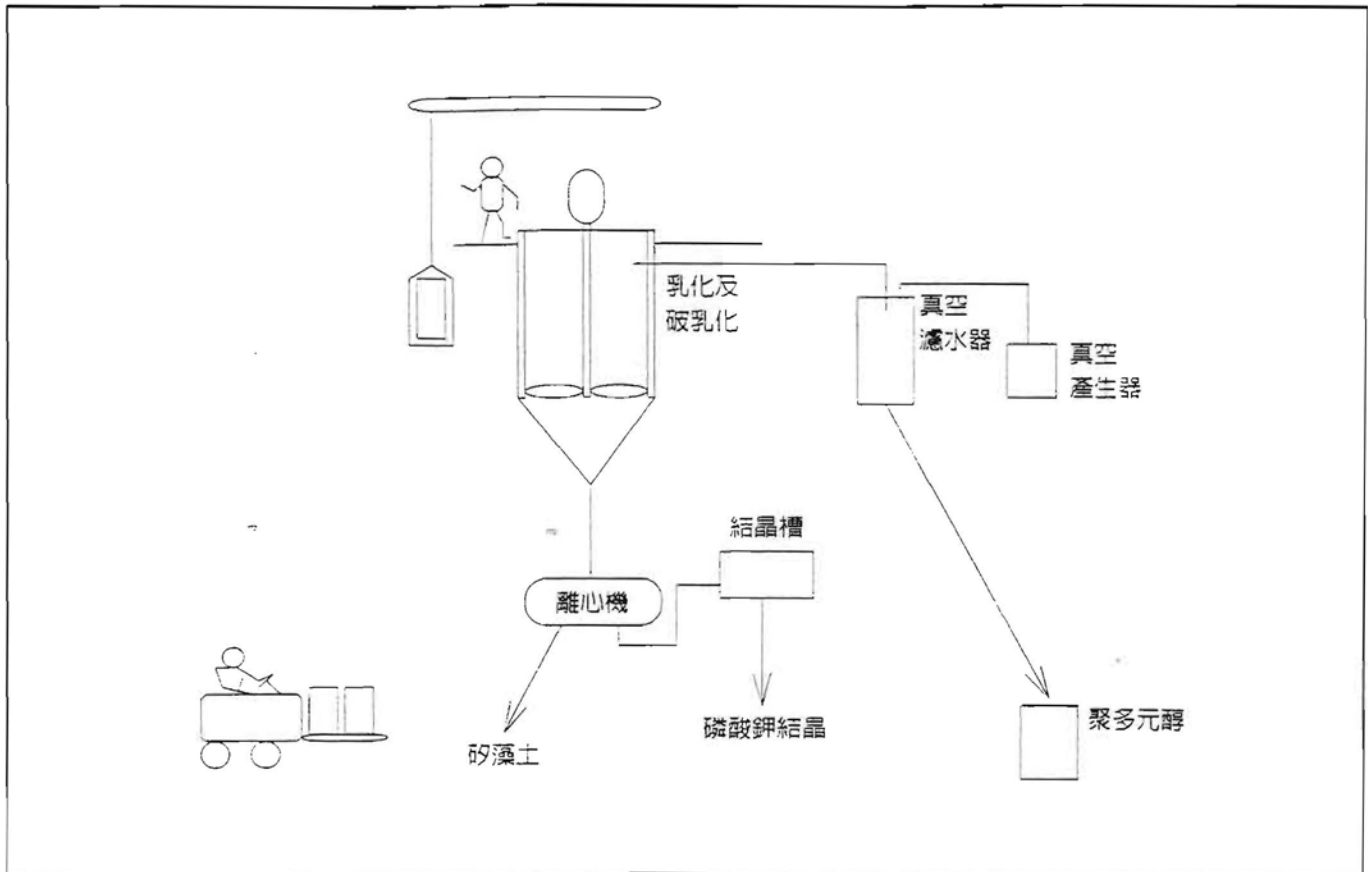 乳化及
破乳化
真空
濾水器
真空
產生器
結晶槽
離心機
磷酸鉀結晶
矽藻土
聚多元醇